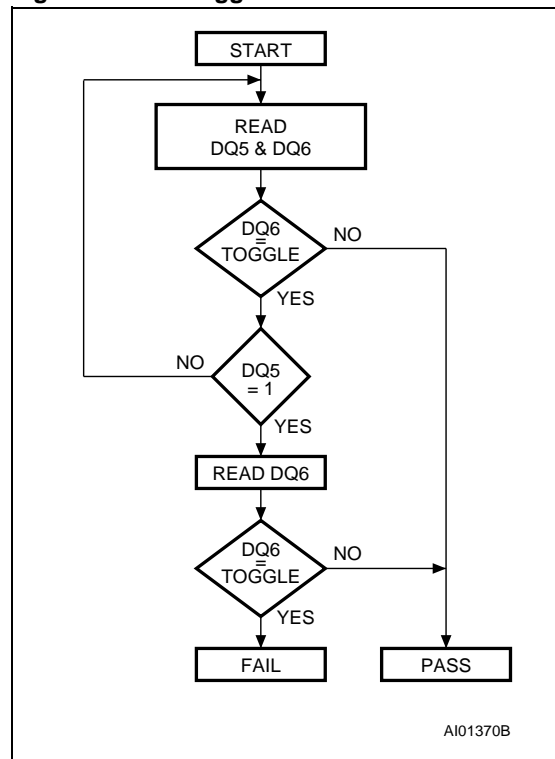 START
READ
DQ5 & DQ6
DQ6
=
TOGGLE
NO
YES
NO
DQ5
= 1
YES
READ DQ6
DQ6
=
TOGGLE
NO
YES
FAIL
PASS
AI01370B